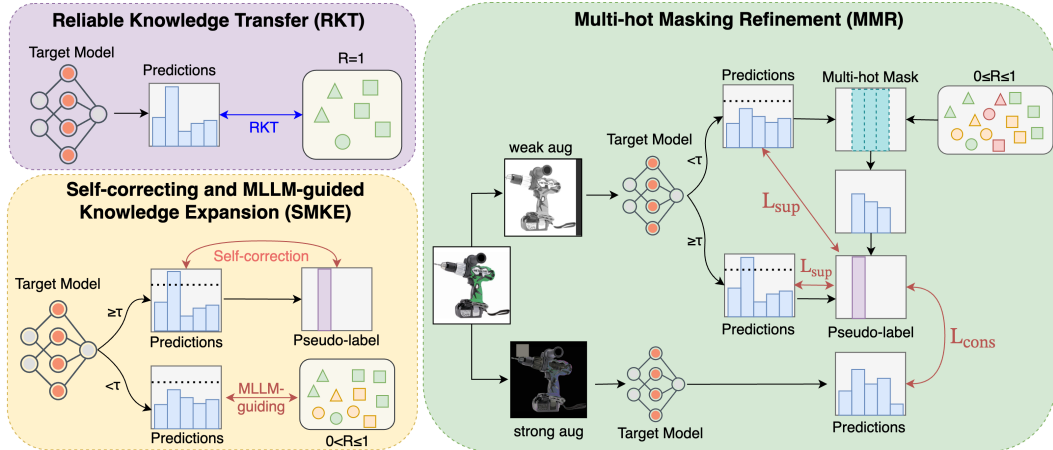 Reliable Knowledge Transfer (RKT)
Target Model
Predictions
R=1
RKT
Self-correcting and MLLM-guided
Knowledge Expansion (SMKE)
Self-correction
Target Model
≥τ
Predictions
Pseudo-label
<τ
MLLM-
guiding
Predictions
0<R≤1
Multi-hot Masking Refinement (MMR)
Predictions
Multi-hot Mask
0≤R≤1
weak aug
Target Model
<τ
Lsup
≥τ
Lsup
Predictions
Pseudo-label
Lcons
strong aug
Target Model
Predictions